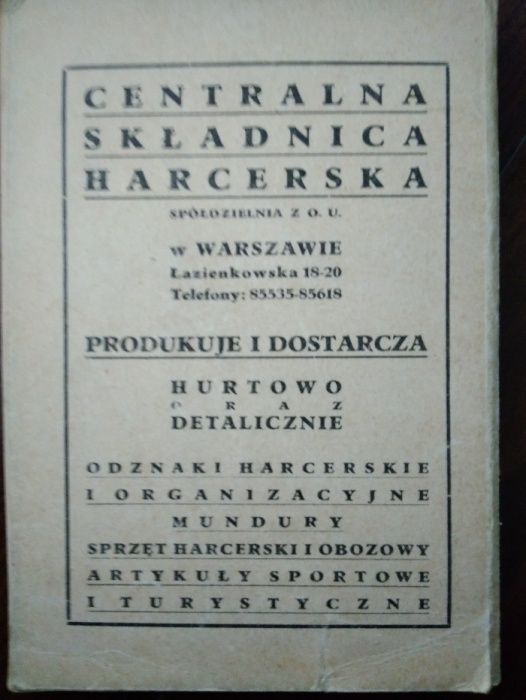 CENTRALNA
SKŁADNICA
HARCERSKA
SPÓŁDZIELNIA Z O. U.
w WARSZAWIE
Łazienkowska 18-20
Telefony: 85535-85618
PRODUKUJE I DOSTARCZA
HURTOWO
ORAZ
DETALICZNIE
ODZNAKI HARCERSKIE
I ORGANIZACYJNE
MUNDURY
SPRZĘT HARCERSKI I OBOZOWY
ARTYKUŁY SPORTOWE
I TURYSTYCZNE